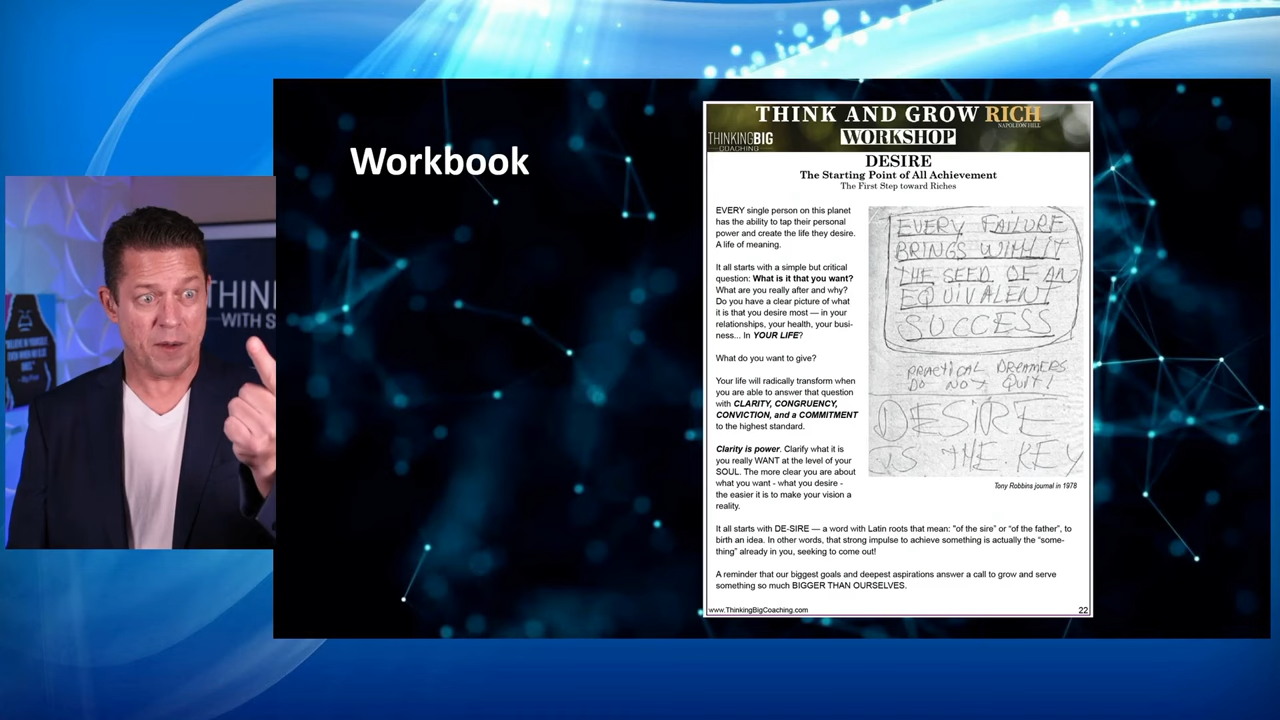 Workbook
THINK AND GROW RICH
NAPOLEON HILL
WORKSHOP
THINKINGBIG
COACHING
DESIRE
The Starting Point of All Achievement
The First Step toward Riches
EVERY single person on this planet
has the ability to tap their personal
power and create the life they desire.
A life of meaning.
It all starts with a simple but critical
question: What is it that you want?
What are you really after and why?
Do you have a clear picture of what
it is that you desire most — in your
relationships, your health, your busi-
ness... In YOUR LIFE?
What do you want to give?
Your life will radically transform when
you are able to answer that question
with CLARITY, CONGRUENCY,
CONVICTION, and a COMMITMENT
to the highest standard.
Clarity is power. Clarify what it is
you really WANT at the level of your
SOUL. The more clear you are about
what you want - what you desire -
the easier it is to make your vision a
reality.
EVERY FAILURE
BRINGS WITH IT
THE SEED OF AN
EQUIVALENT
SUCCESS
PRACTICAL DREAMERS
DO NOT QUIT!
DESIRE
IS THE KEY
Tony Robbins journal in 1978
It all starts with DE-SIRE — a word with Latin roots that mean: "of the sire" or "of the father", to
birth an idea. In other words, that strong impulse to achieve something is actually the "some-
thing" already in you, seeking to come out!
A reminder that our biggest goals and deepest aspirations answer a call to grow and serve
something so much BIGGER THAN OURSELVES.
www.ThinkingBigCoaching.com
22
THIN
WITH S